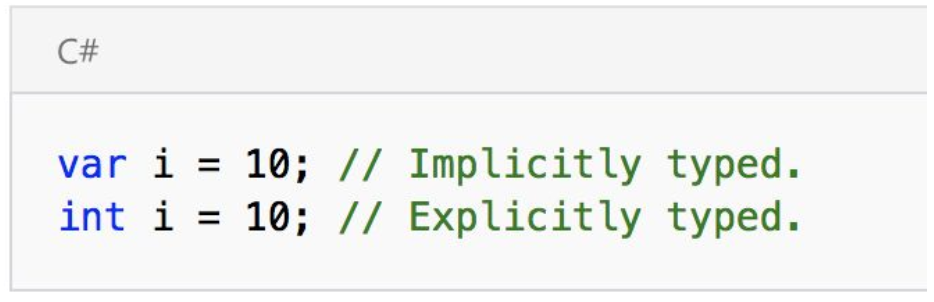 C#
var i = 10; // Implicitly typed.
int i = 10; // Explicitly typed.